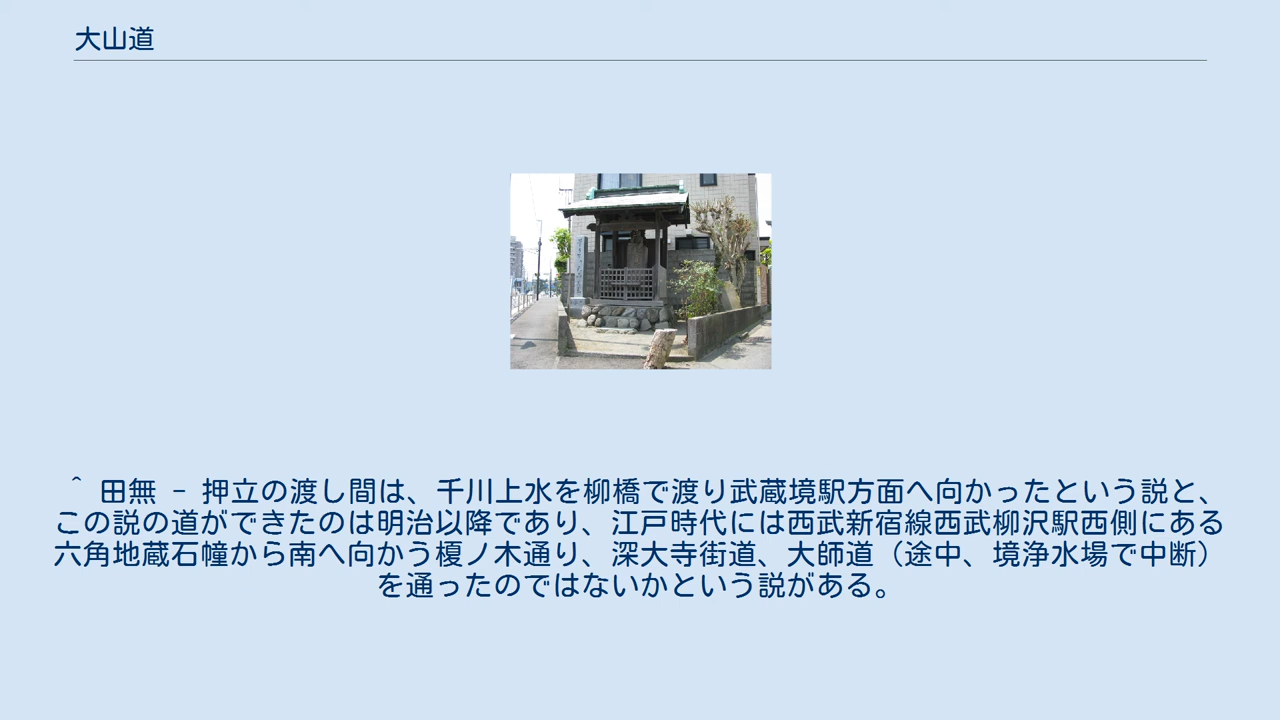 大山道
^ 田無 - 押立の渡し間は、千川上水を柳橋で渡り武蔵境駅方面へ向かったという説と、
この説の道ができたのは明治以降であり、江戸時代には西武新宿線西武柳沢駅西側にある
六角地蔵石幢から南へ向かう榎ノ木通り、深大寺街道、大師道（途中、境浄水場で中断）
を通ったのではないかという説がある。